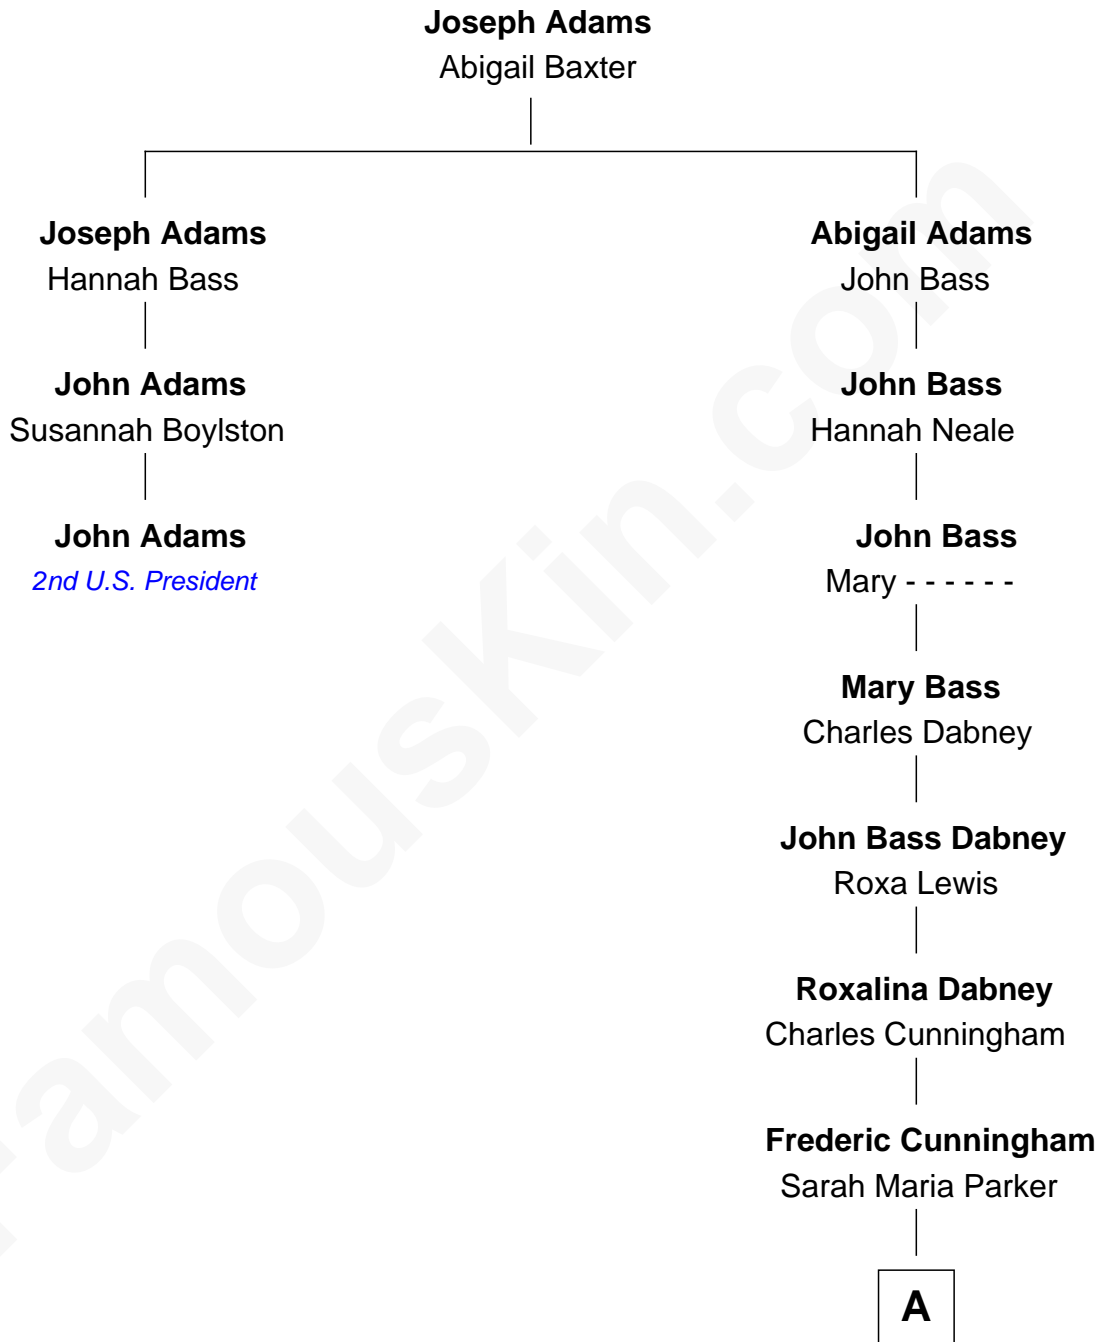 Joseph Adams
Abigail Baxter
Joseph Adams
Hannah Bass
John Adams
Susannah Boylston
John Adams
2nd U.S. President
Abigail Adams
John Bass
John Bass
Hannah Neale
John Bass
Mary - - - - - -
Mary Bass
Charles Dabney
John Bass Dabney
Roxa Lewis
Roxalina Dabney
Charles Cunningham
Frederic Cunningham
Sarah Maria Parker
A
FamousKin.com